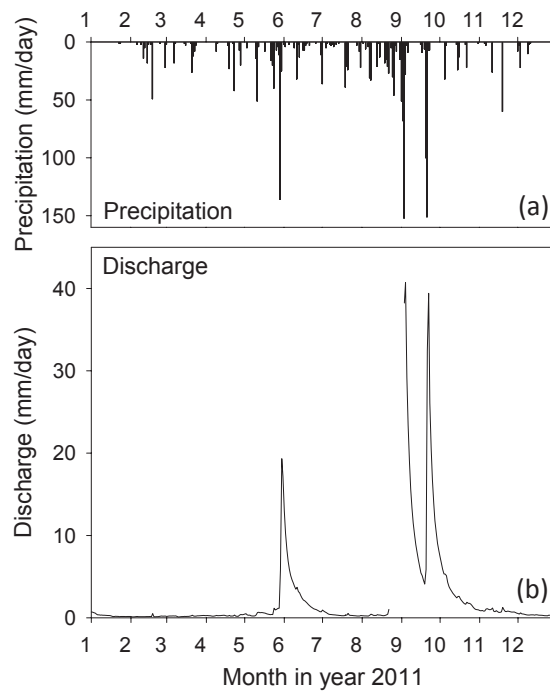 1 2 3 4 5 6 7 8 9 10 11 12
0
50
100
150
Precipitation (mm/day)
Precipitation
(a)
Discharge
40
30
20
10
0
Discharge (mm/day)
(b)
1 2 3 4 5 6 7 8 9 10 11 12
Month in year 2011